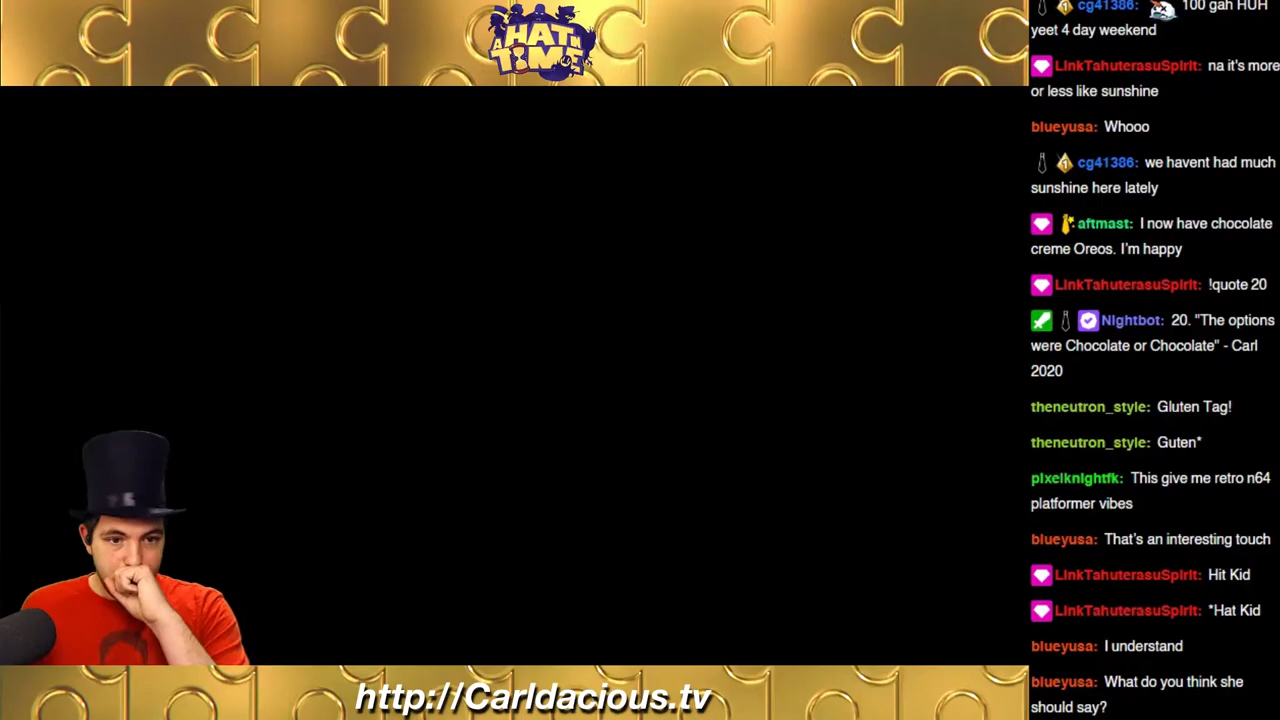 A HAT IN
TIME
cg41386: 100 gah HUH
yeet 4 day weekend
LinkTahuterasuSpirit: na it's more
or less like sunshine
blueyusa: Whooo
1 cg41386: we havent had much
sunshine here lately
aftmast: I now have chocolate
creme Oreos. I'm happy
LinkTahuterasuSpirit: !quote 20
Nightbot: 20. "The options
were Chocolate or Chocolate" - Carl
2020
theneutron_style: Gluten Tag!
theneutron_style: Guten*
pixelknightfk: This give me retro n64
platformer vibes
blueyusa: That's an interesting touch
LinkTahuterasuSpirit: Hit Kid
LinkTahuterasuSpirit: *Hat Kid
blueyusa: I understand
blueyusa: What do you think she
should say?
http://Carldacious.tv